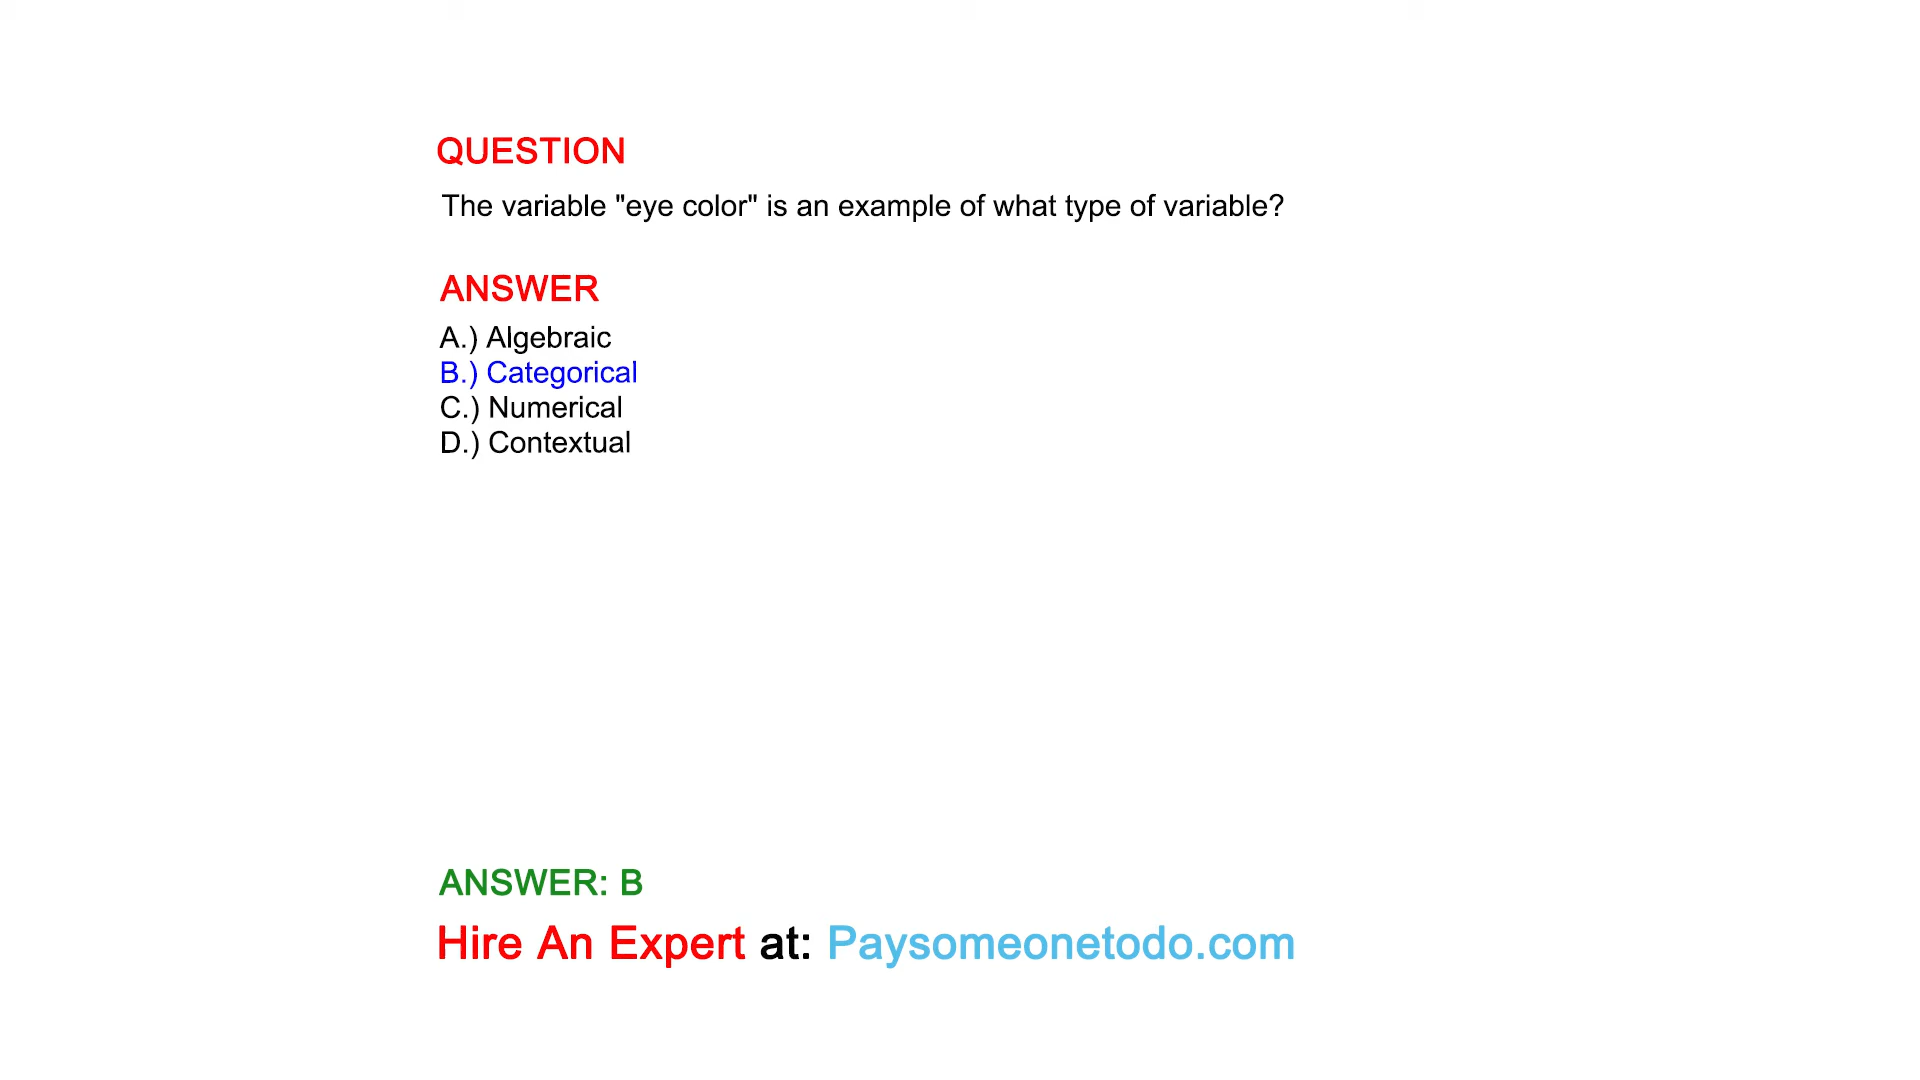 QUESTION
The variable "eye color" is an example of what type of variable?
ANSWER
A.) Algebraic
B.) Categorical
C.) Numerical
D.) Contextual
ANSWER: B
Hire An Expert at: Paysomeonetodo.com